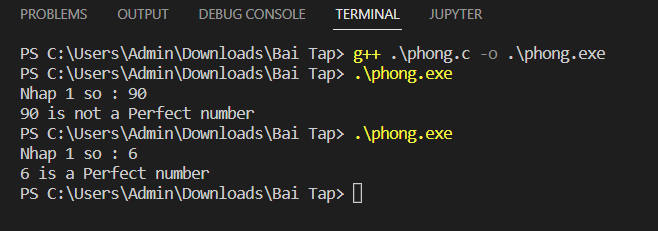 PROBLEMS OUTPUT DEBUG CONSOLE TERMINAL JUPYTER
PS C:\Users\Admin\Downloads\Bai Tap> g++ .\phong.c -o .\phong.exe
PS C:\Users\Admin\Downloads\Bai Tap> .\phong.exe
Nhap 1 so : 90
90 is not a Perfect number
PS C:\Users\Admin\Downloads\Bai Tap> .\phong.exe
Nhap 1 so : 6
6 is a Perfect number
PS C:\Users\Admin\Downloads\Bai Tap>